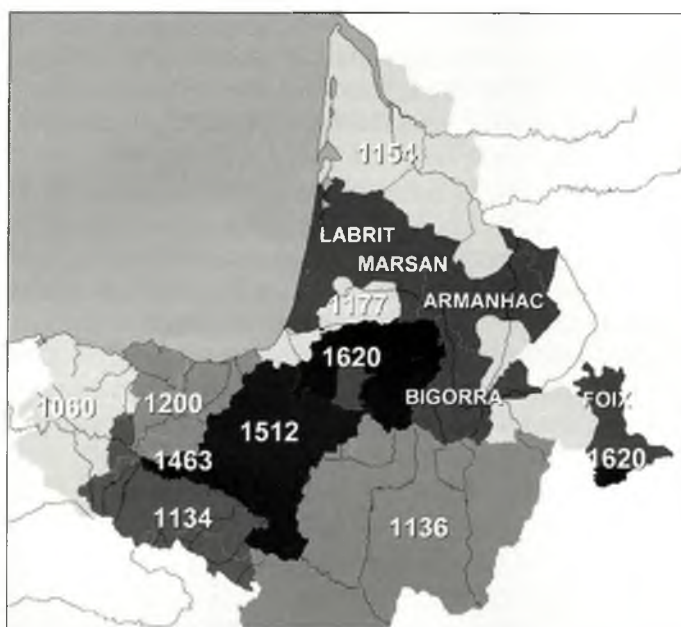 1154
LABRIT
MARSAN
1177
ARMANHAC
1620
1060
1200
BIGORRA
FOIX
1512
1463
1620
1134
1136